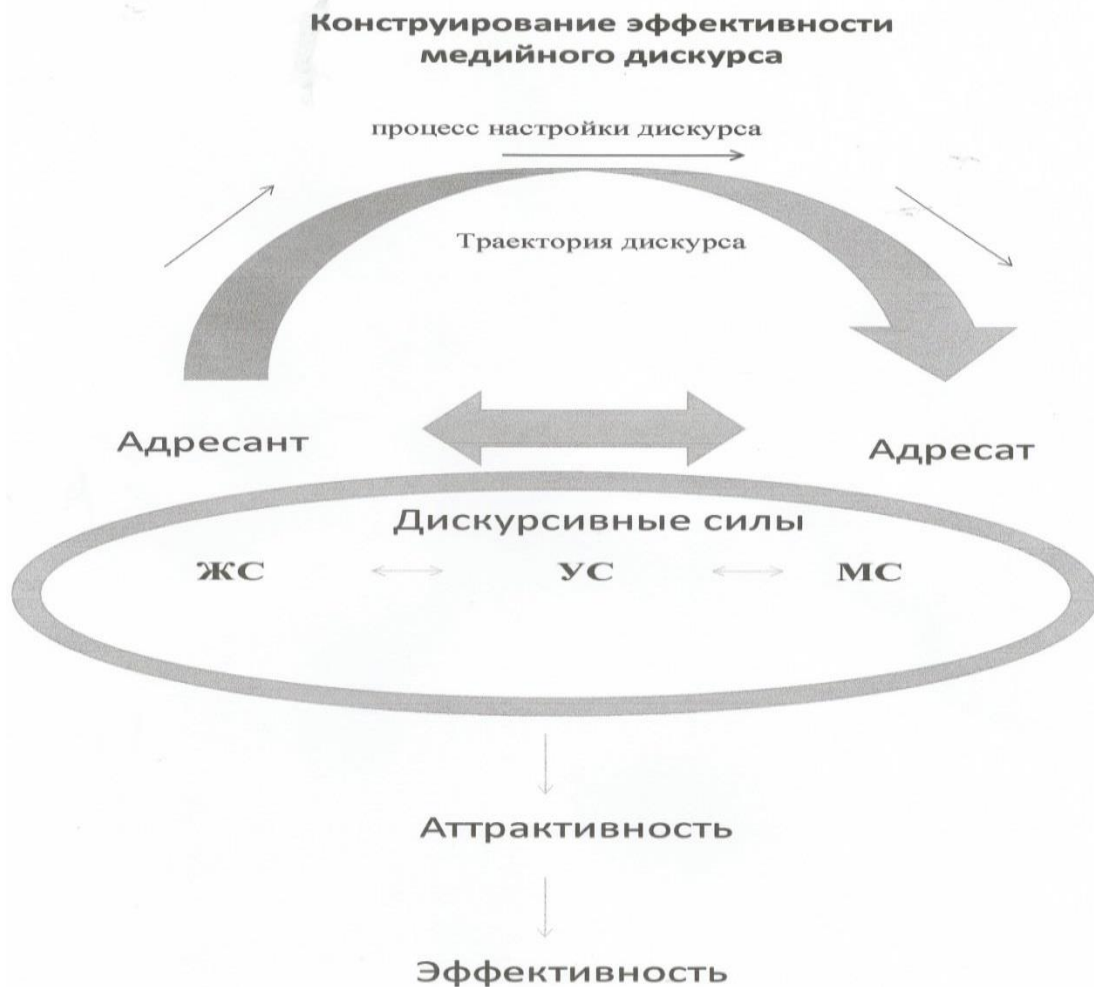 Конструирование эффективности
медийного дискурса
процесс настройки дискурса
Траектория дискурса
Адресант
Адресат
Дискурсивные силы
ЖС УС МС
Аттрактивность
Эффективность